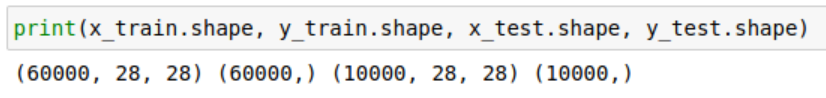 print(x_train.shape, y_train.shape, x_test.shape, y_test.shape)
(60000, 28, 28) (60000,) (10000, 28, 28) (10000,)